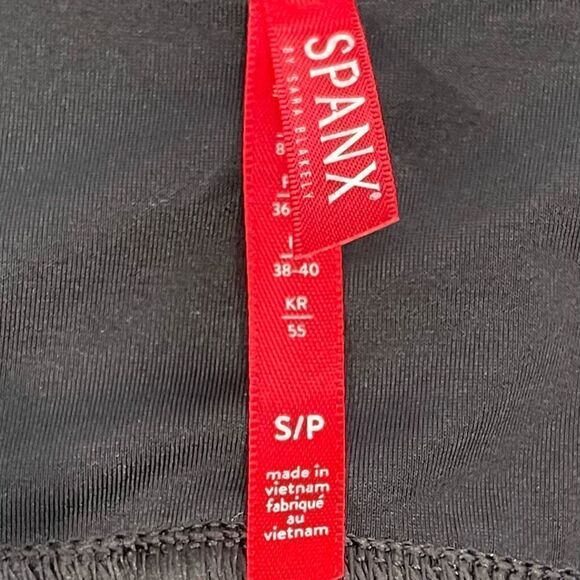 SPANX®
BY SARA BLAKELY
8
36
38-40
KR
55
S/P
made in
vietnam
fabriqué
au
vietnam